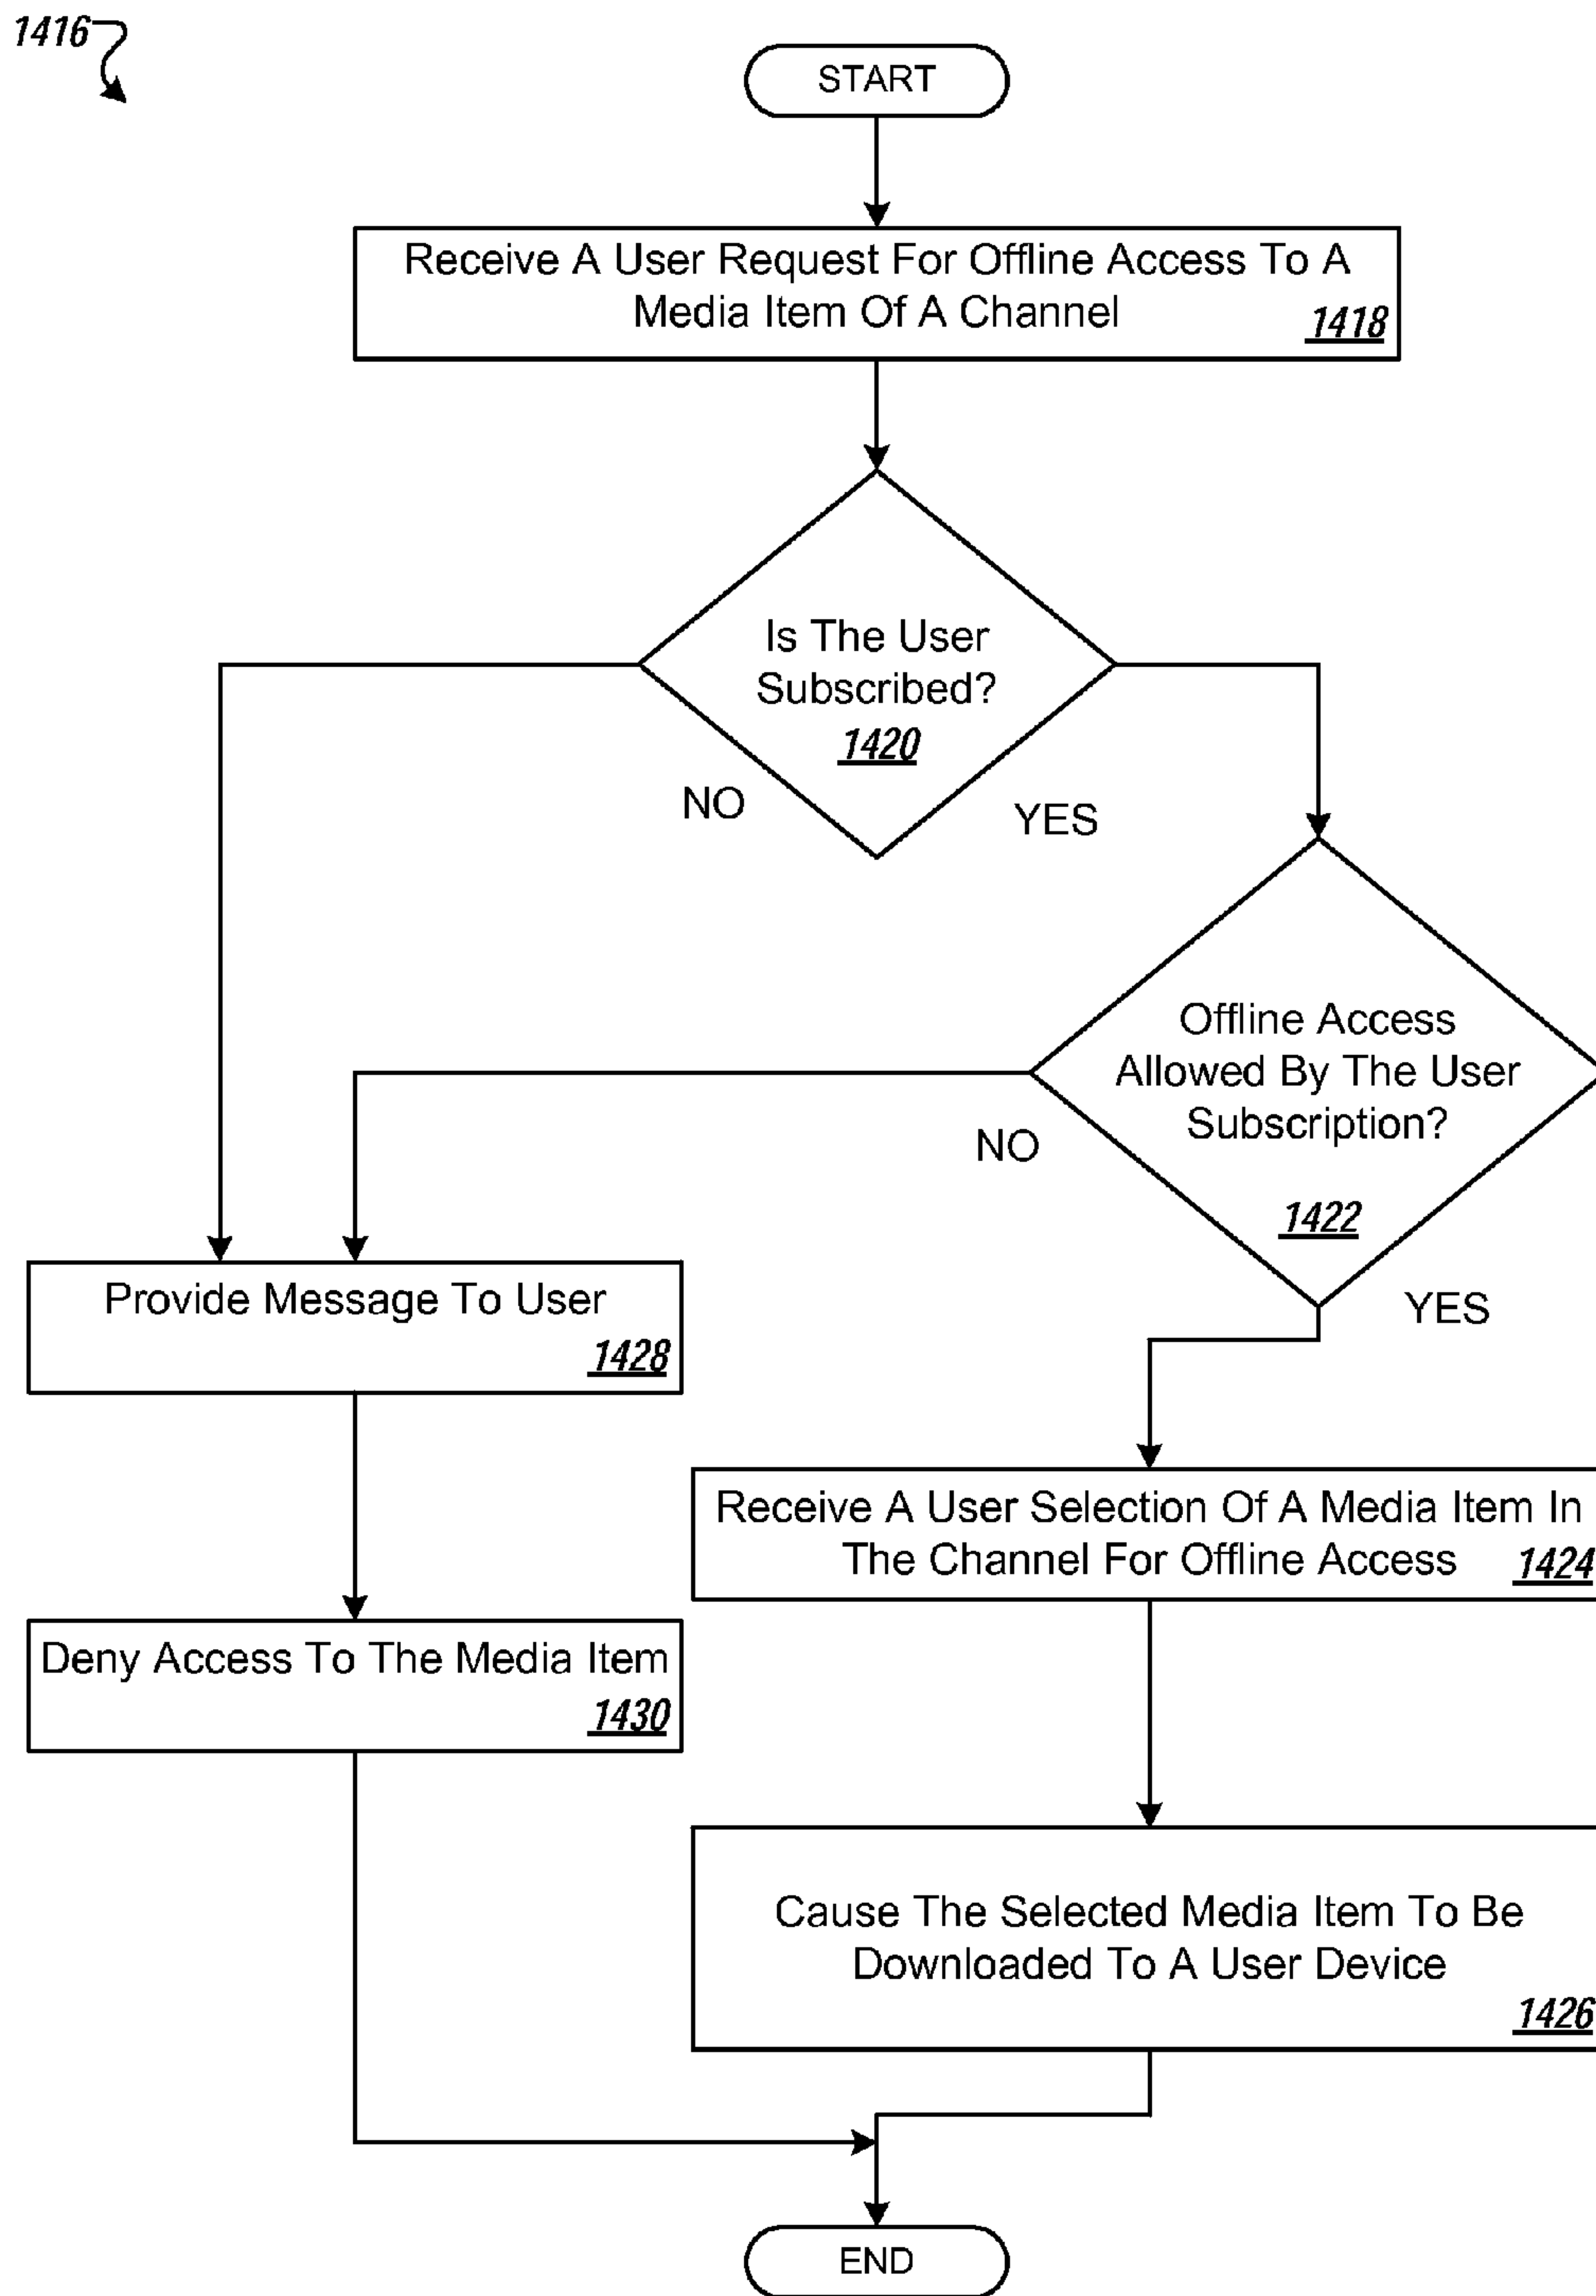 1416
START
Receive A User Request For Offline Access To A
Media Item Of A Channel
1418
Is The User
Subscribed?
1420
NO
YES
Offline Access
Allowed By The User
Subscription?
NO
1422
YES
Provide Message To User
1428
Receive A User Selection Of A Media Item In
The Channel For Offline Access 1424
Deny Access To The Media Item
1430
Cause The Selected Media Item To Be
Downloaded To A User Device
1426
END